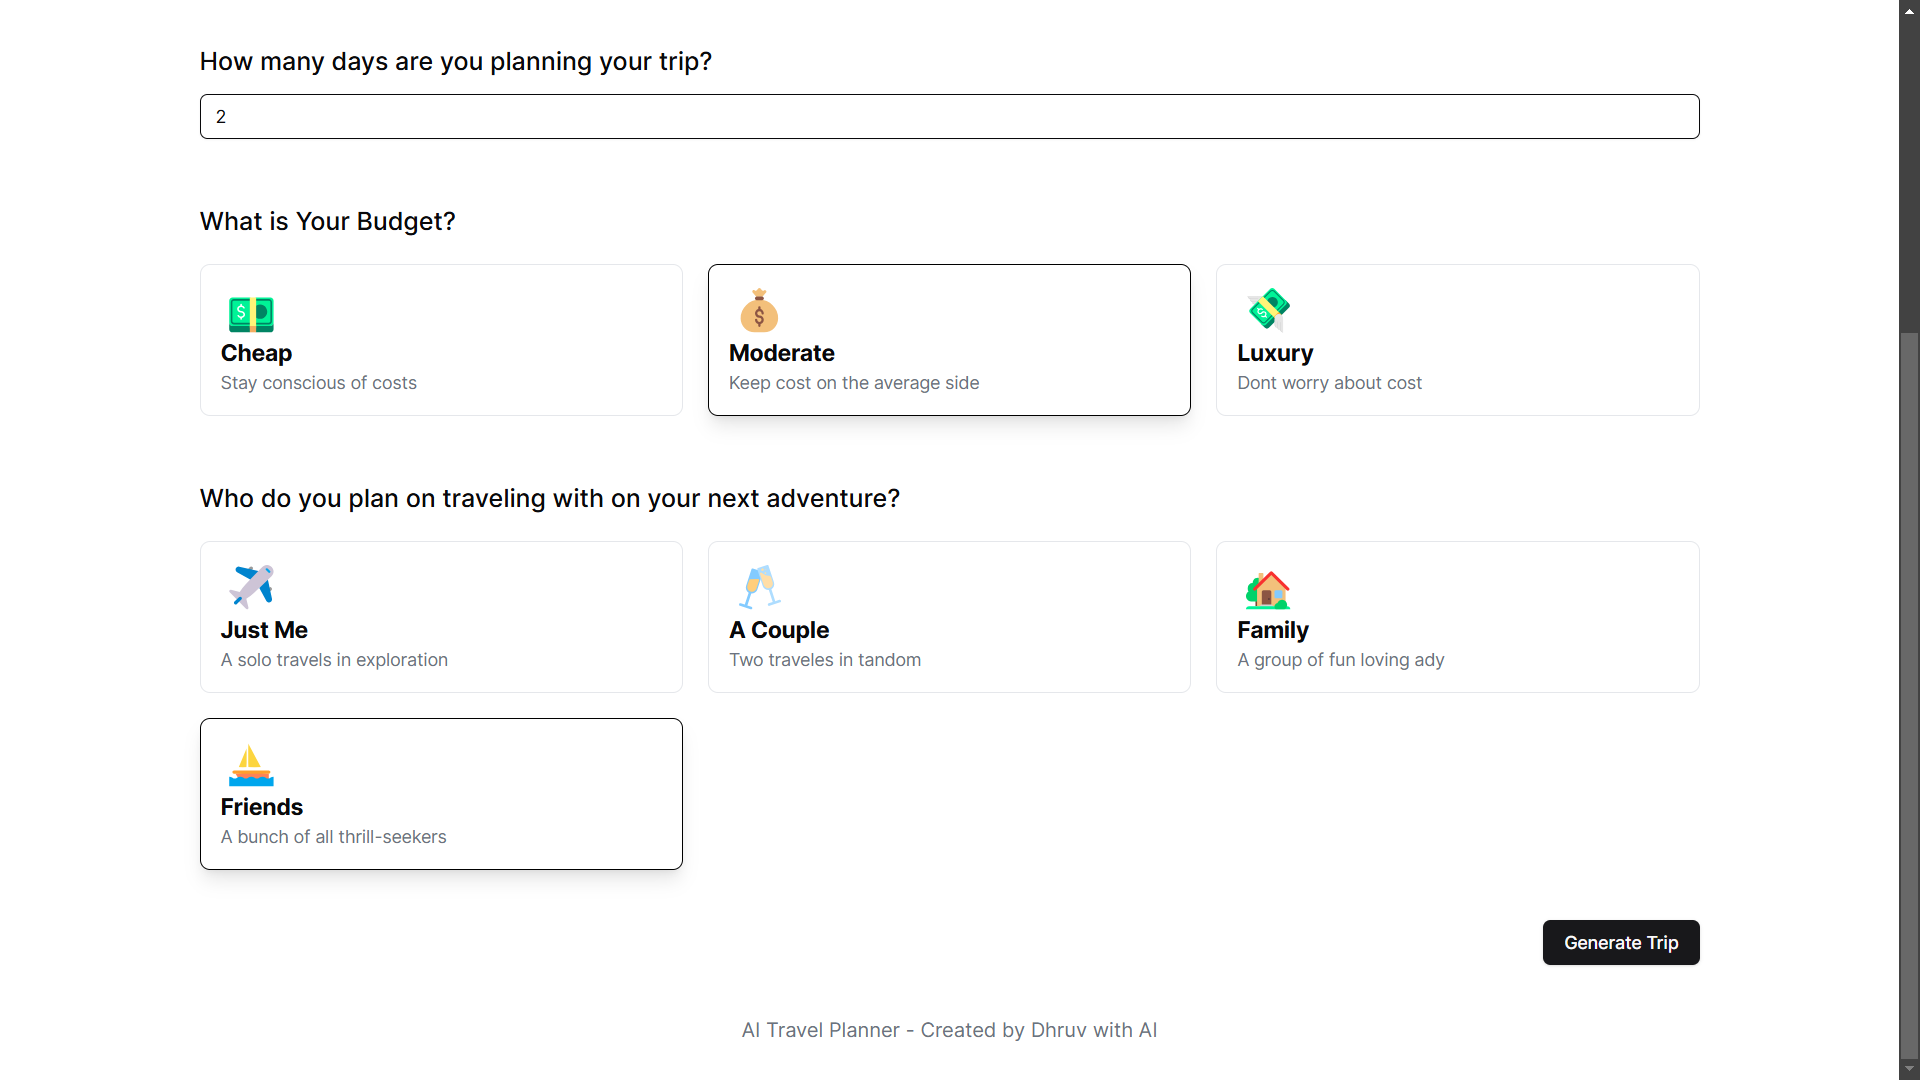 How many days are you planning your trip?
2
What is Your Budget?
Cheap
Stay conscious of costs
Moderate
Keep cost on the average side
Luxury
Dont worry about cost
Who do you plan on traveling with on your next adventure?
Just Me
A solo travels in exploration
A Couple
Two traveles in tandom
Family
A group of fun loving ady
Friends
A bunch of all thrill-seekers
Generate Trip
AI Travel Planner - Created by Dhruv with AI